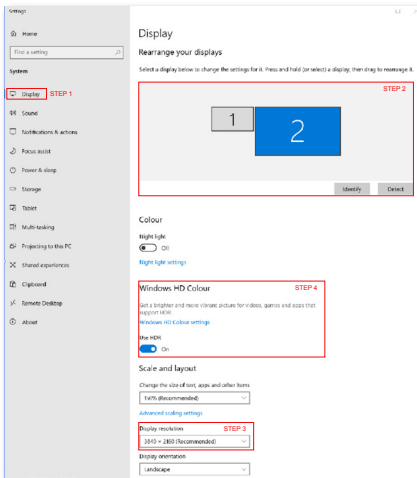 Settings
Home
Find a setting
System
Display STEP 1
Sound
Notifications & actions
Focus assist
Power & sleep
Storage
Tablet
Multi-tasking
Projecting to this PC
Shared experiences
Clipboard
Remote Desktop
About
Display
Rearrange your displays
Select a display below to change the settings for it. Press and hold (or select) a display, then drag to rearrange it.
STEP 2
1 2
Identify Detect
Colour
Night light
Off
Night light settings
Windows HD Colour STEP 4
Get a brighter and more vibrant picture for videos, games and apps that
support HDR.
Windows HD Colour settings
Use HDR
On
Scale and layout
Change the size of text, apps and other items
150% (Recommended)
Advanced scaling settings
Display resolution STEP 3
3840 × 2160 (Recommended)
Display orientation
Landscape